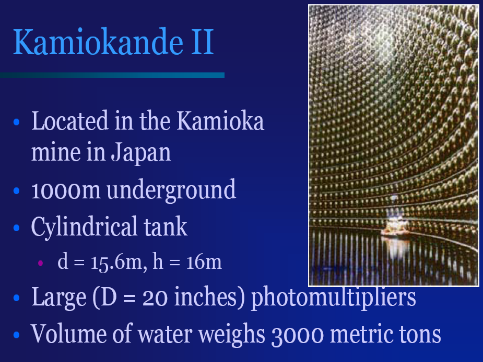 Kamiokande II
• Located in the Kamioka
mine in Japan
• 1000m underground
• Cylindrical tank
• d = 15.6m, h = 16m
• Large (D = 20 inches) photomultipliers
• Volume of water weighs 3000 metric tons